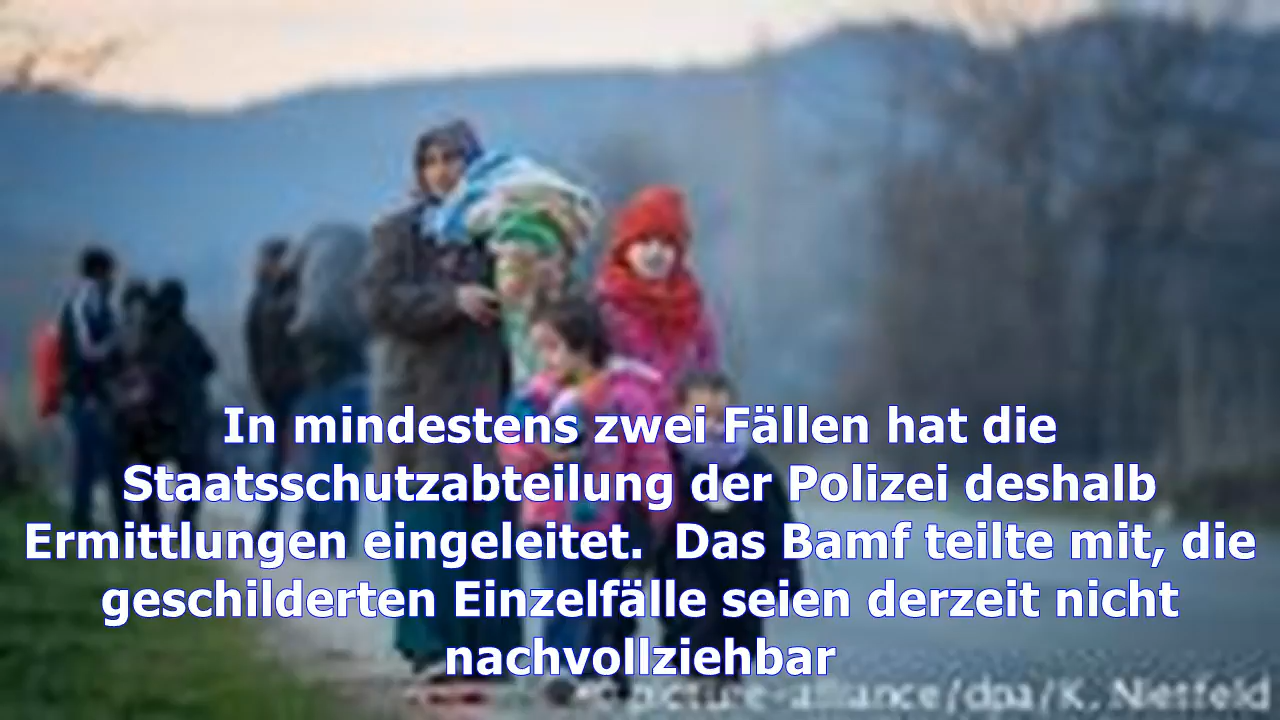 In mindestens zwei Fällen hat die
Staatsschutzabteilung der Polizei deshalb
Ermittlungen eingeleitet.  Das Bamf teilte mit, die
geschilderten Einzelfälle seien derzeit nicht
nachvollziehbar
picture-alliance/dpa/K. Nietfeld